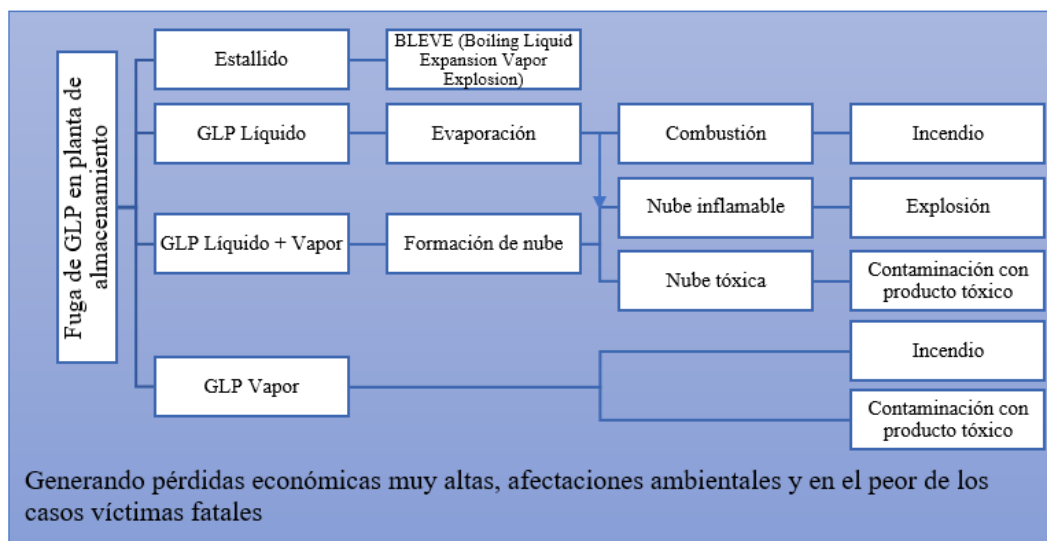 Fuga de GLP en planta de
almacenamiento
Estallido
BLEVE (Boiling Liquid
Expansion Vapor
Explosion)
GLP Líquido
Evaporación
Combustión
Incendio
Nube inflamable
Explosión
GLP Líquido + Vapor
Formación de nube
Nube tóxica
Contaminación con
producto tóxico
GLP Vapor
Incendio
Contaminación con
producto tóxico
Generando pérdidas económicas muy altas, afectaciones ambientales y en el peor de los
casos víctimas fatales